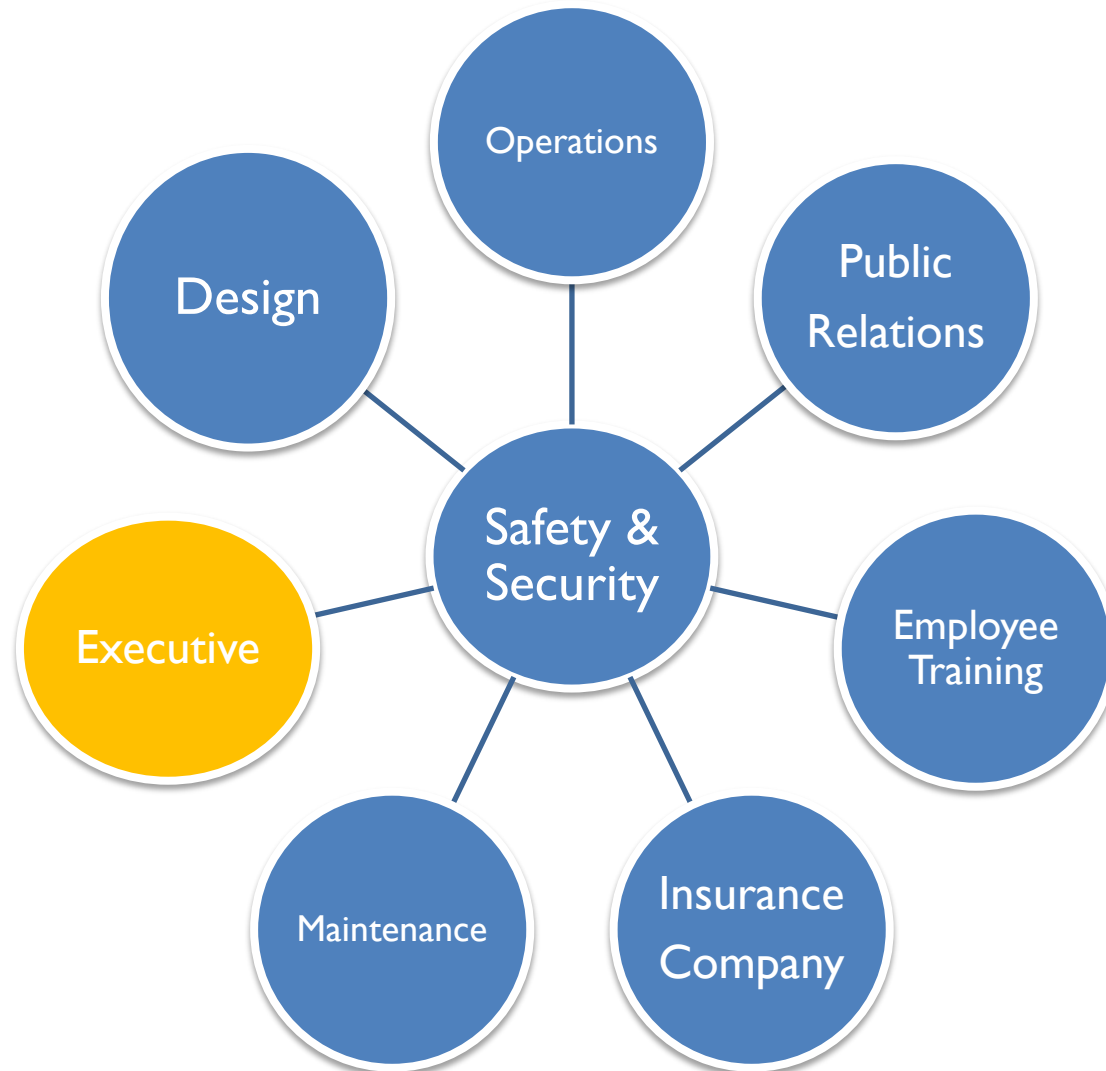 Operations
Design
Public
Relations
Safety &
Security
Executive
Employee
Training
Maintenance
Insurance
Company